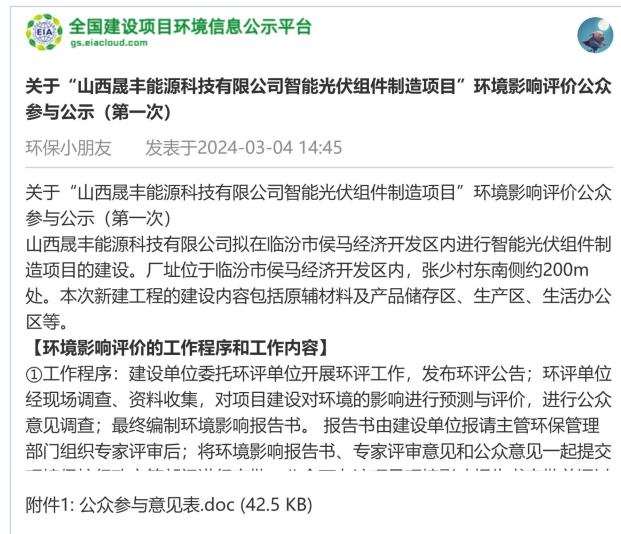 EIA
全国建设项目环境信息公示平台
gs.eiacloud.com
关于“山西晟丰能源科技有限公司智能光伏组件制造项目”环境影响评价公众
参与公示（第一次）
环保小朋友 发表于2024-03-04 14:45
关于“山西晟丰能源科技有限公司智能光伏组件制造项目”环境影响评价公众
参与公示（第一次）
山西晟丰能源科技有限公司拟在临汾市侯马经济开发区内进行智能光伏组件制
造项目的建设。厂址位于临汾市侯马经济开发区内，张少村东南侧约200m
处。本次新建工程的建设内容包括原辅材料及产品储存区、生产区、生活办公
区等。
【环境影响评价的工作程序和工作内容】
①工作程序：建设单位委托环评单位开展环评工作，发布环评公告；环评单位
经现场调查、资料收集，对项目建设对环境的影响进行预测与评价，进行公众
意见调查；最终编制环境影响报告书。 报告书由建设单位报请主管环保管理
部门组织专家评审后；将环境影响报告书、专家评审意见和公众意见一起提交
附件1: 公众参与意见表.doc (42.5 KB)